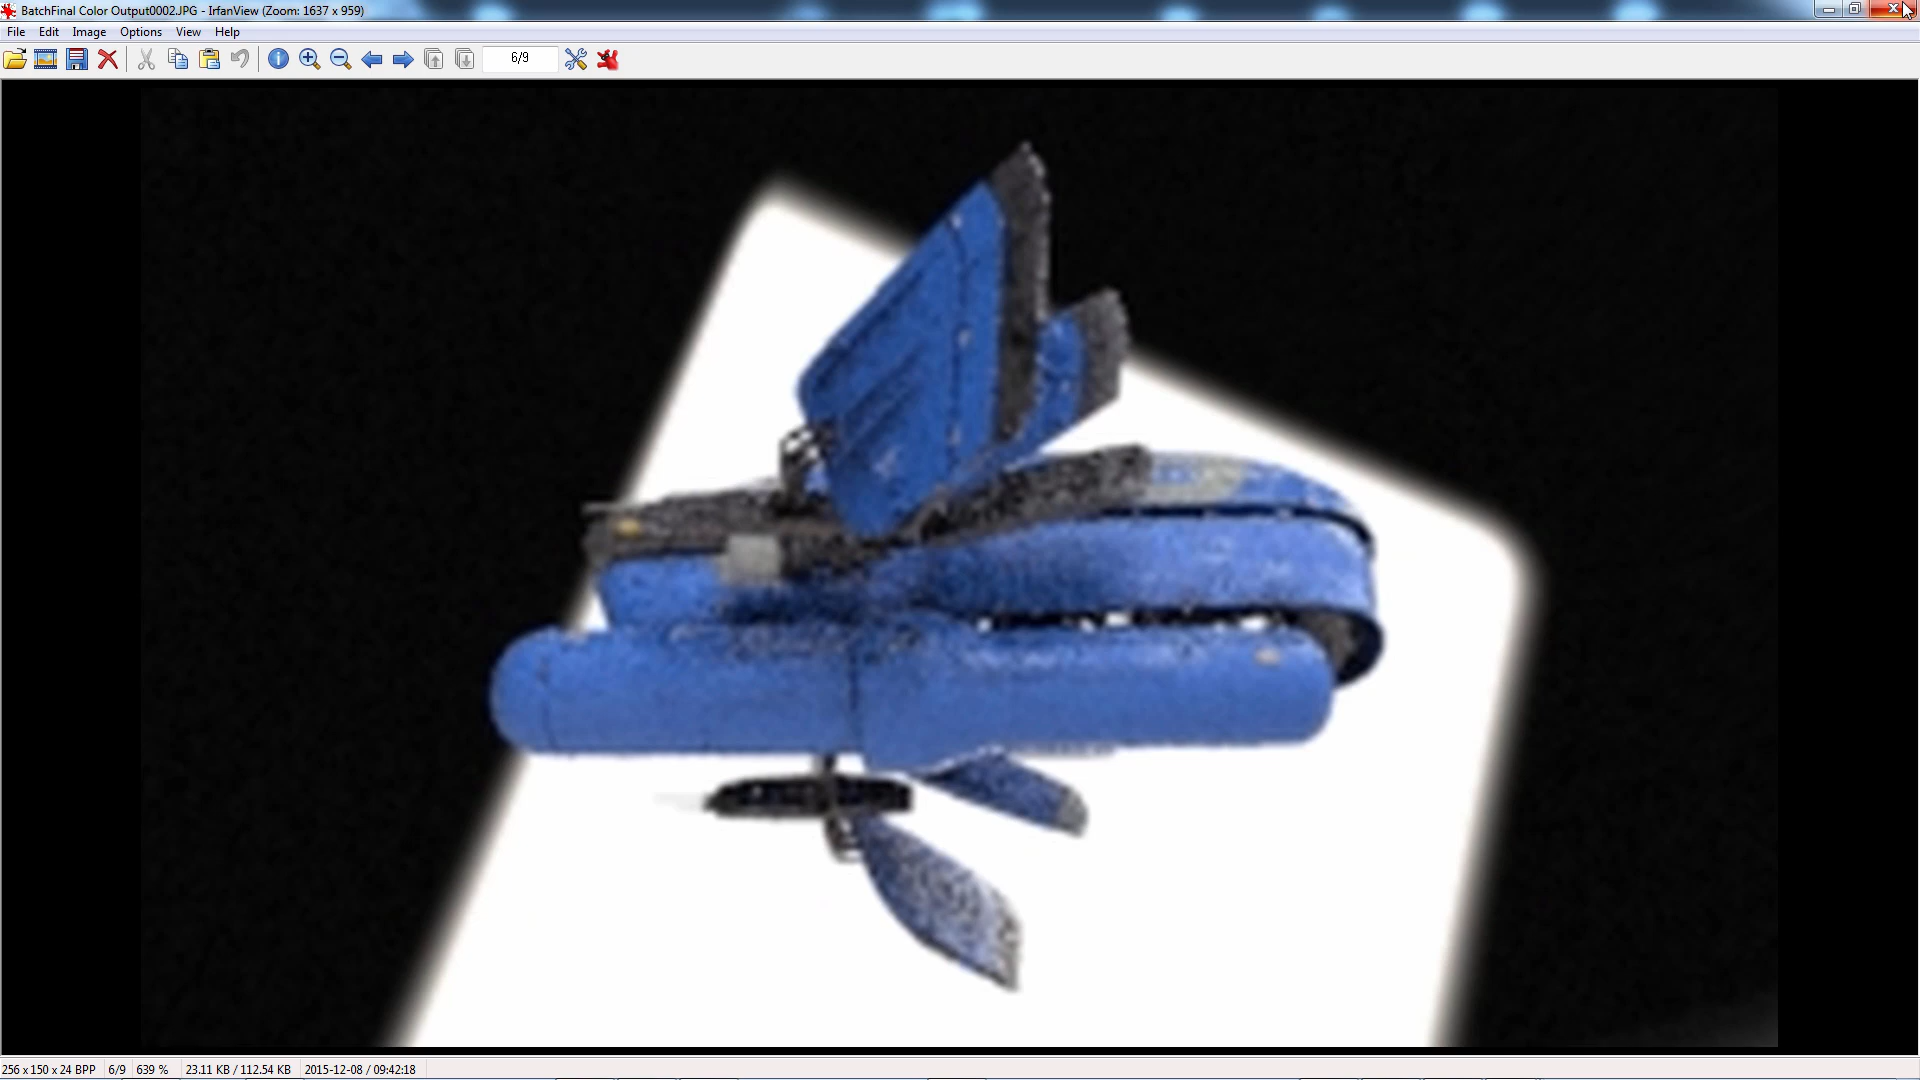 BatchFinal Color Output0002.JPG - IrfanView (Zoom: 1637 x 959)
File Edit Image Options View Help
6/9
256 x 150 x 24 BPP 6/9 639 % 23.11 KB / 112.54 KB 2015-12-08 / 09:42:18